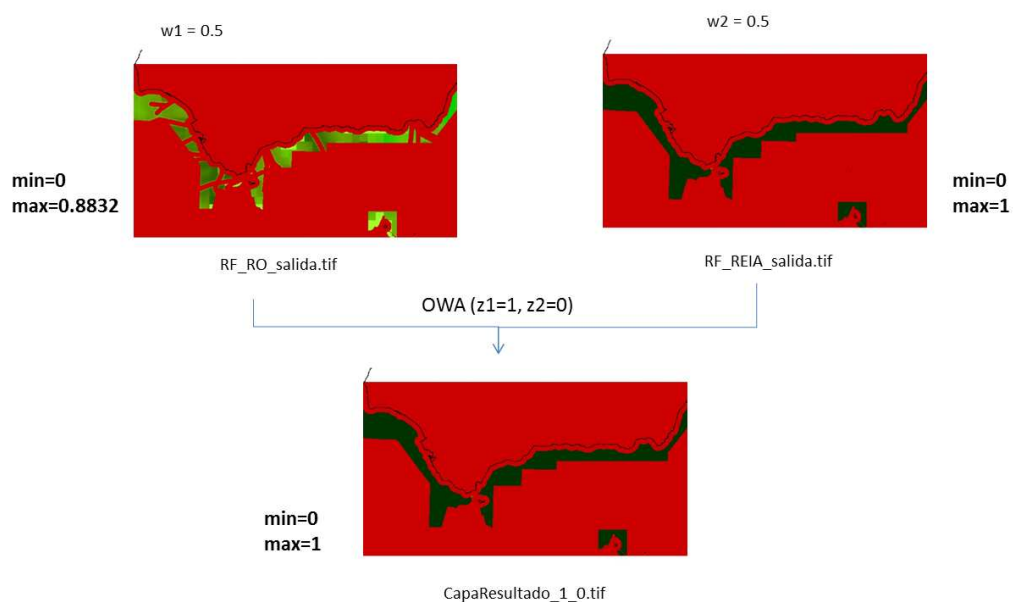 w1 = 0.5
w2 = 0.5
min=0
max=0.8832
min=0
max=1
RF_RO_salida.tif
RF_REIA_salida.tif
OWA (z1=1, z2=0)
min=0
max=1
CapaResultado_1_0.tif